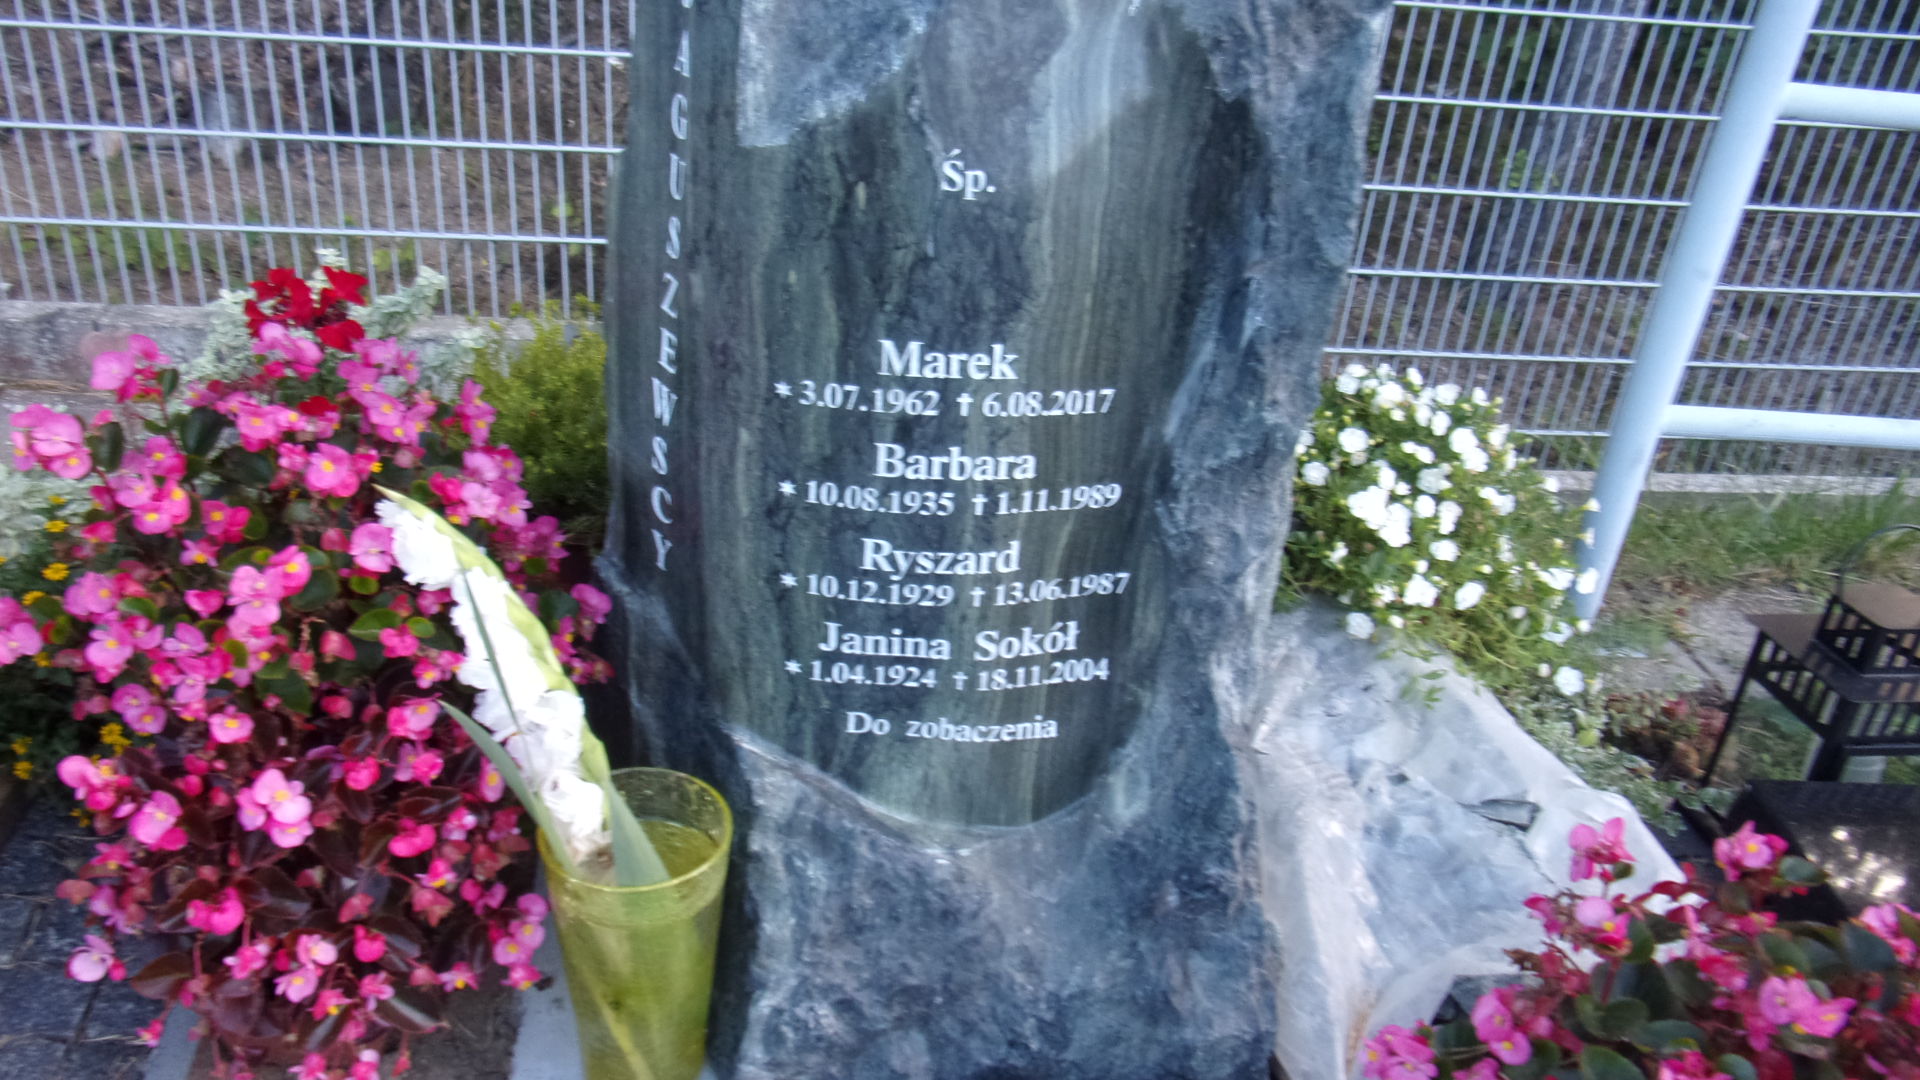 AGUSZEWSCY
Śp.
Marek
* 3.07.1962 † 6.08.2017
Barbara
* 10.08.1935 † 1.11.1989
Ryszard
* 10.12.1929 † 13.06.1987
Janina Sokół
* 1.04.1924 † 18.11.2004
Do zobaczenia